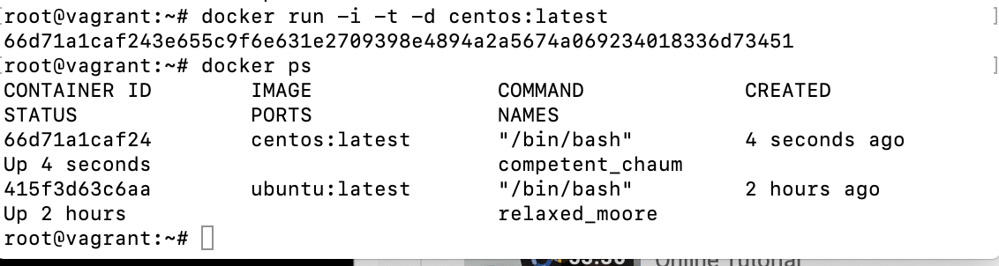 root@vagrant:~# docker run -i -t -d centos:latest
66d71a1caf243e655c9f6e631e2709398e4894a2a5674a069234018336d73451
root@vagrant:~# docker ps
CONTAINER ID        IMAGE               COMMAND             CREATED
STATUS              PORTS               NAMES
66d71a1caf24        centos:latest       "/bin/bash"         4 seconds ago
Up 4 seconds                            competent_chaum
415f3d63c6aa        ubuntu:latest       "/bin/bash"         2 hours ago
Up 2 hours                              relaxed_moore
root@vagrant:~#
Online Tutorial